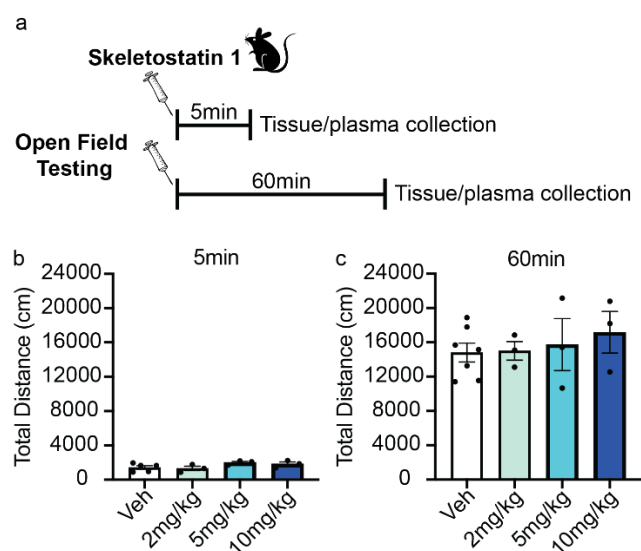 a
Skeletostatin 1
5min
Tissue/plasma collection
Open Field
Testing
60min
Tissue/plasma collection
b
5min
Total Distance (cm)
24000
20000
16000
12000
8000
4000
0
Veh
2mg/kg
5mg/kg
10mg/kg
c
60min
Total Distance (cm)
24000
20000
16000
12000
8000
4000
0
Veh
2mg/kg
5mg/kg
10mg/kg